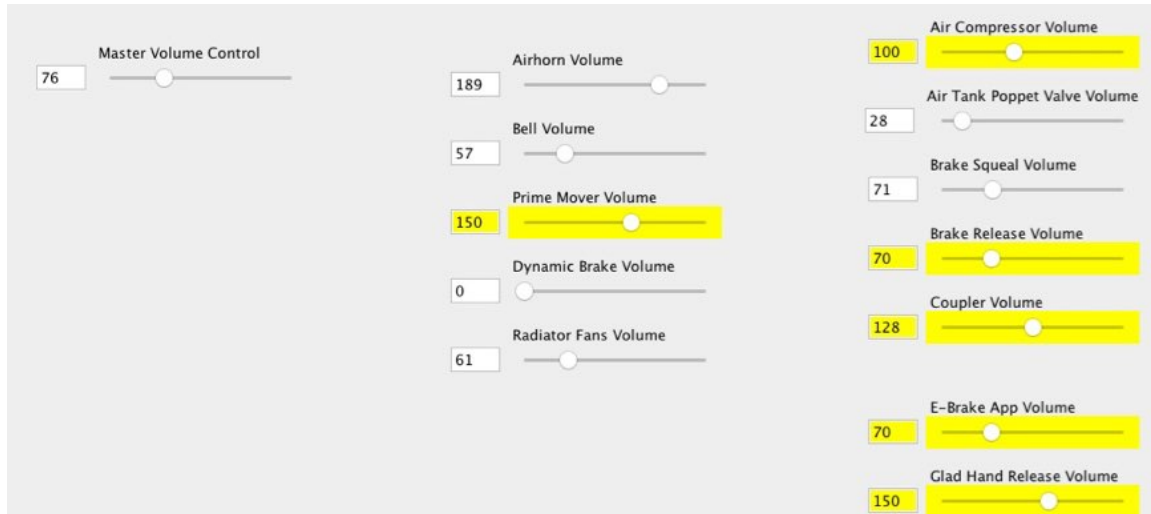 Master Volume Control
76
Airhorn Volume
189
Bell Volume
57
Prime Mover Volume
150
Dynamic Brake Volume
0
Radiator Fans Volume
61
Air Compressor Volume
100
Air Tank Poppet Valve Volume
28
Brake Squeal Volume
71
Brake Release Volume
70
Coupler Volume
128
E-Brake App Volume
70
Glad Hand Release Volume
150